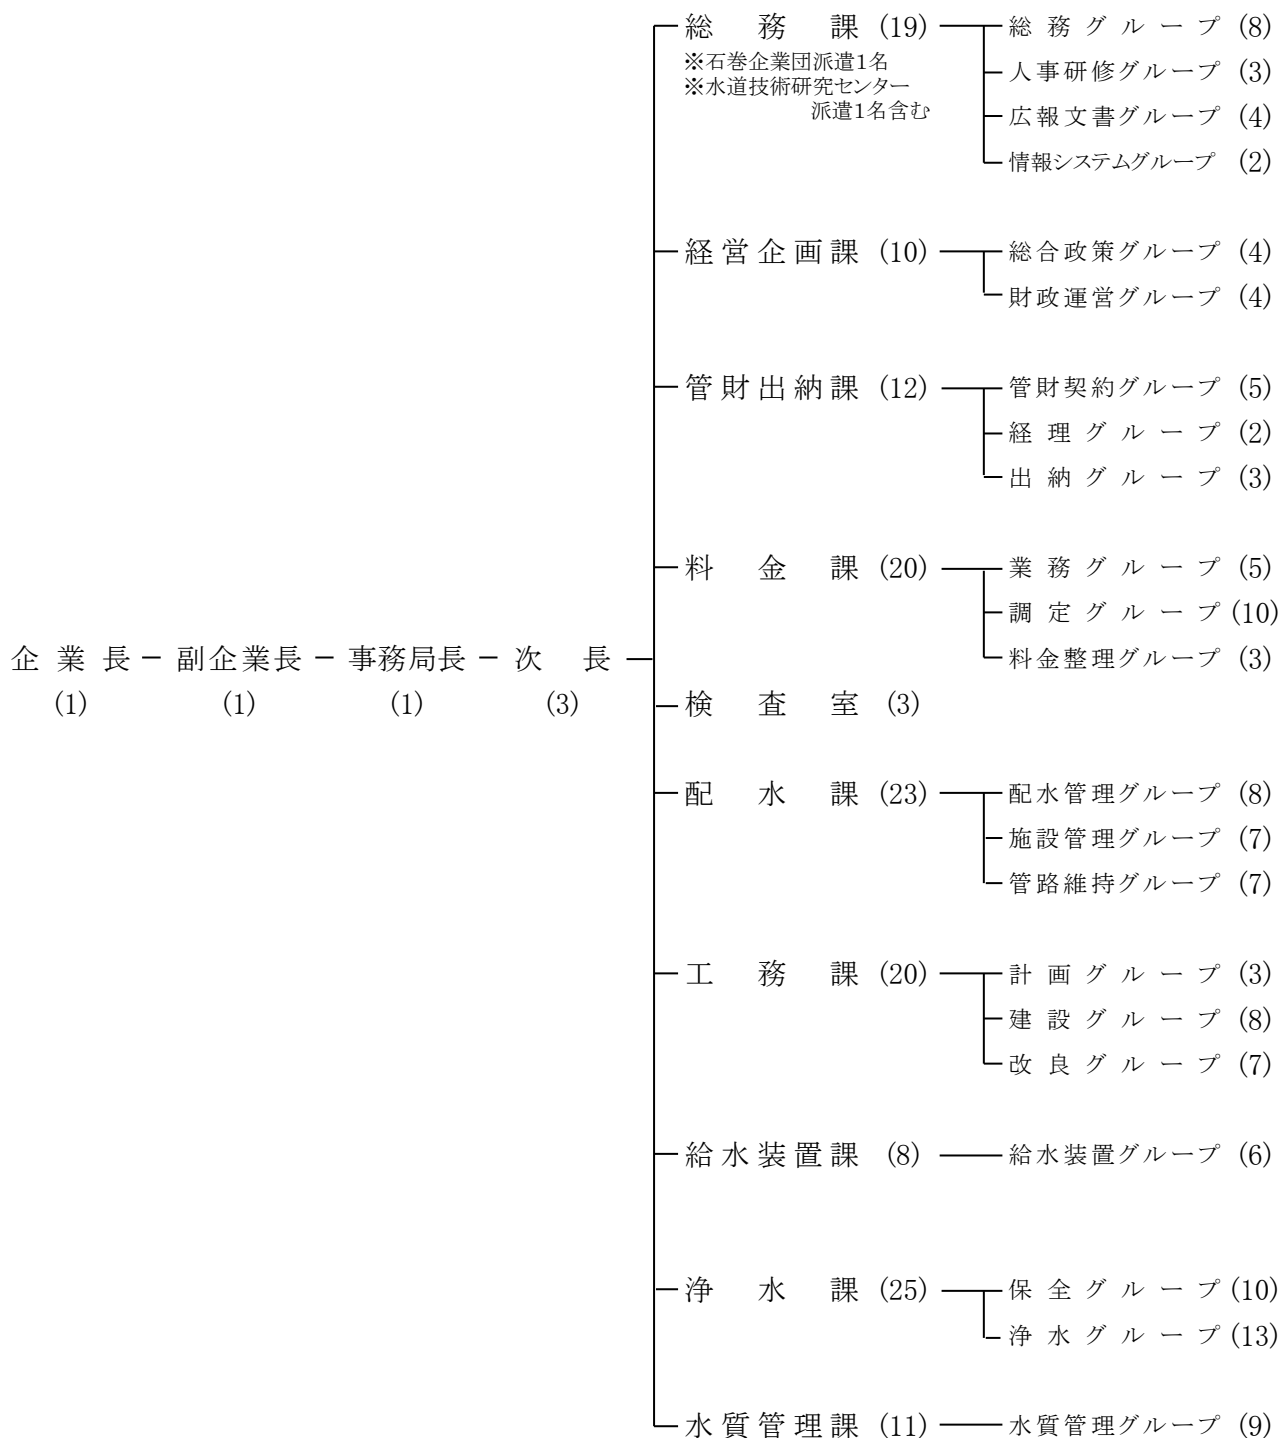 総務課 (19) 総務グループ (8)
※石巻企業団派遣1名
※水道技術研究センター
派遣1名含む
人事研修グループ (3)
広報文書グループ (4)
情報システムグループ (2)
経営企画課 (10) 総合政策グループ (4)
財政運営グループ (4)
管財出納課 (12) 管財契約グループ (5)
経理グループ (2)
出納グループ (3)
料金課 (20) 業務グループ (5)
調定グループ (10)
料金整理グループ (3)
企業長 － 副企業長 － 事務局長 － 次長
(1) (1) (1) (3)
検査室 (3)
配水課 (23) 配水管理グループ (8)
施設管理グループ (7)
管路維持グループ (7)
工務課 (20) 計画グループ (3)
建設グループ (8)
改良グループ (7)
給水装置課 (8) 給水装置グループ (6)
浄水課 (25) 保全グループ (10)
浄水グループ (13)
水質管理課 (11) 水質管理グループ (9)